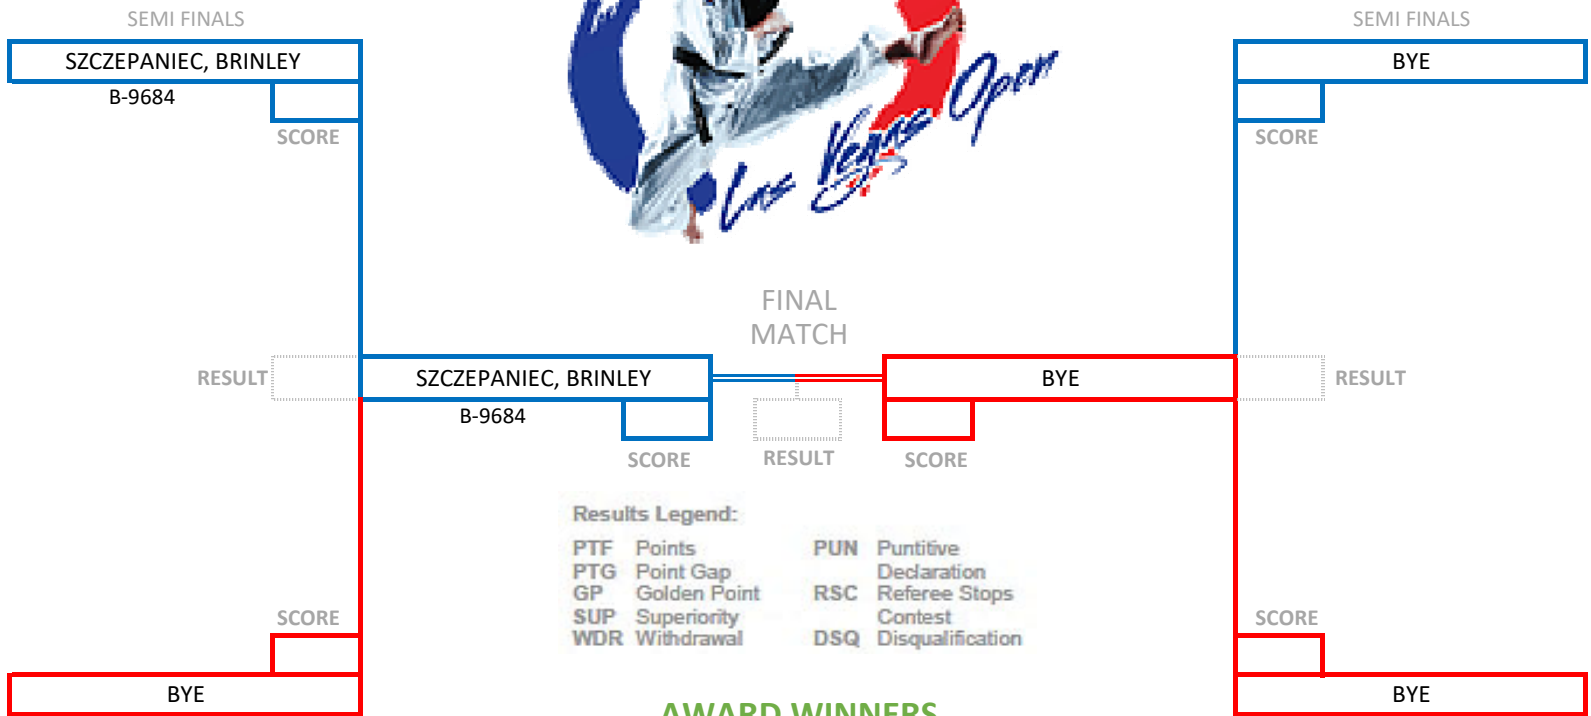 SEMI FINALS
SEMI FINALS
SZCZEPANIEC, BRINLEY
BYE
B-9684
SCORE
SCORE
Las Vegas Open
FINAL
MATCH
RESULT
SZCZEPANIEC, BRINLEY
BYE
RESULT
B-9684
SCORE
RESULT
SCORE
Results Legend:
PTF Points
PTG Point Gap
GP Golden Point
SUP Superiority
WDR Withdrawal
PUN Puntitive
Declaration
RSC Referee Stops
Contest
DSQ Disqualification
SCORE
SCORE
BYE
BYE
AWARD WINNERS